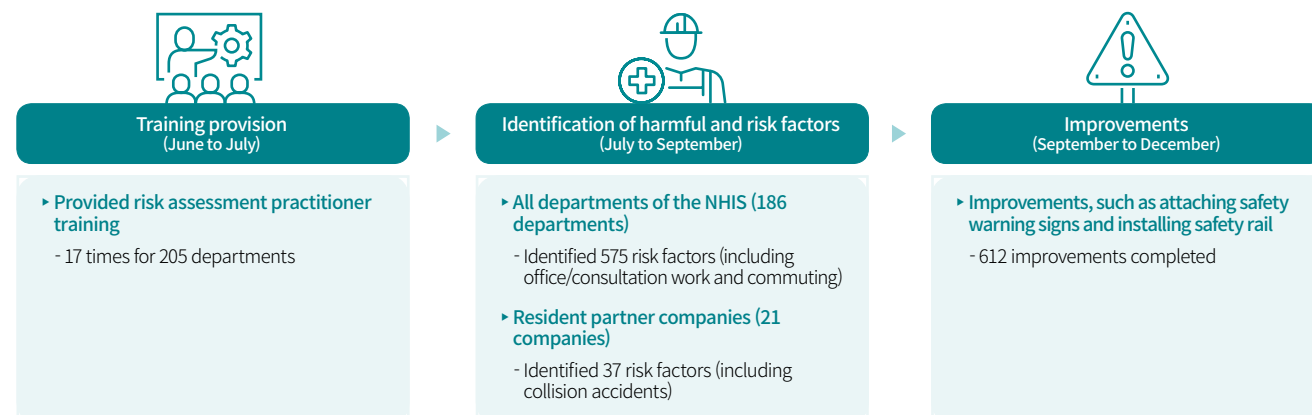 Training provision
(June to July)
▸ Provided risk assessment practitioner
training
- 17 times for 205 departments
Identification of harmful and risk factors
(July to September)
▸ All departments of the NHIS (186
departments)
- Identified 575 risk factors (including
office/consultation work and commuting)
▸ Resident partner companies (21
companies)
- Identified 37 risk factors (including
collision accidents)
Improvements
(September to December)
▸ Improvements, such as attaching safety
warning signs and installing safety rail
- 612 improvements completed